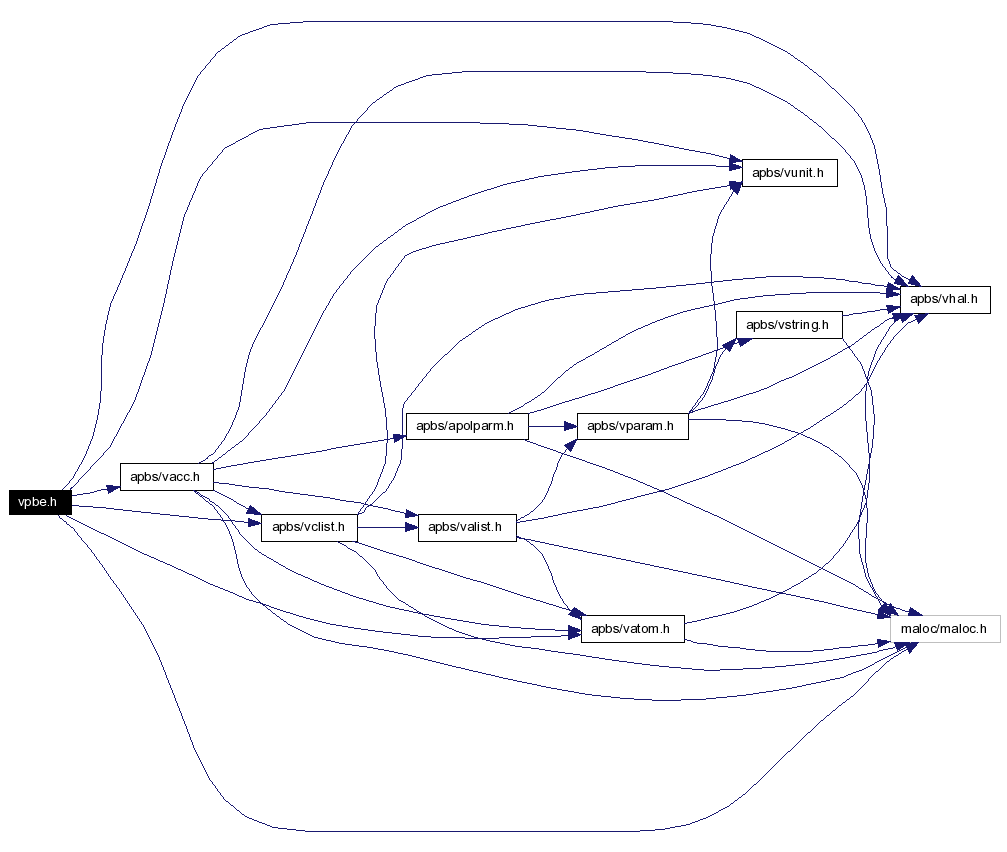 apbs/vunit.h
apbs/vhal.h
apbs/vstring.h
apbs/apolparm.h
apbs/vparam.h
apbs/vacc.h
vpbe.h
apbs/vclist.h
apbs/valist.h
apbs/vatom.h
maloc/maloc.h